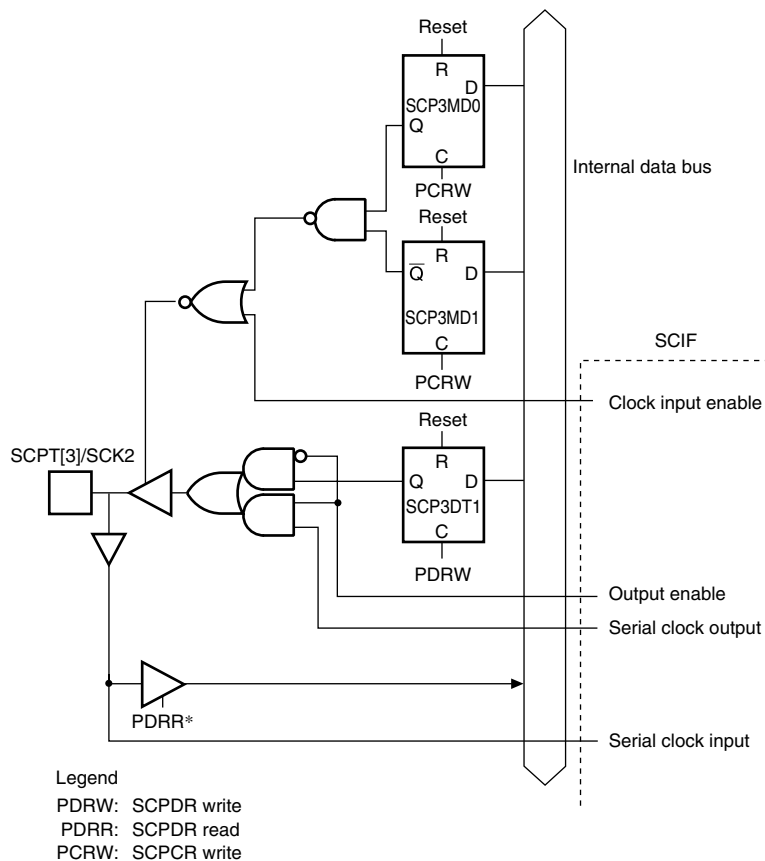 Reset
R
D
SCP3MD0
Q
C
PCRW
Internal data bus
Reset
R
Q D
SCP3MD1
C
PCRW
SCIF
Clock input enable
Reset
SCPT[3]/SCK2
R
Q D
SCP3DT1
C
PDRW
Output enable
Serial clock output
PDRR*
Serial clock input
Legend
PDRW: SCPDR write
PDRR: SCPDR read
PCRW: SCPCR write